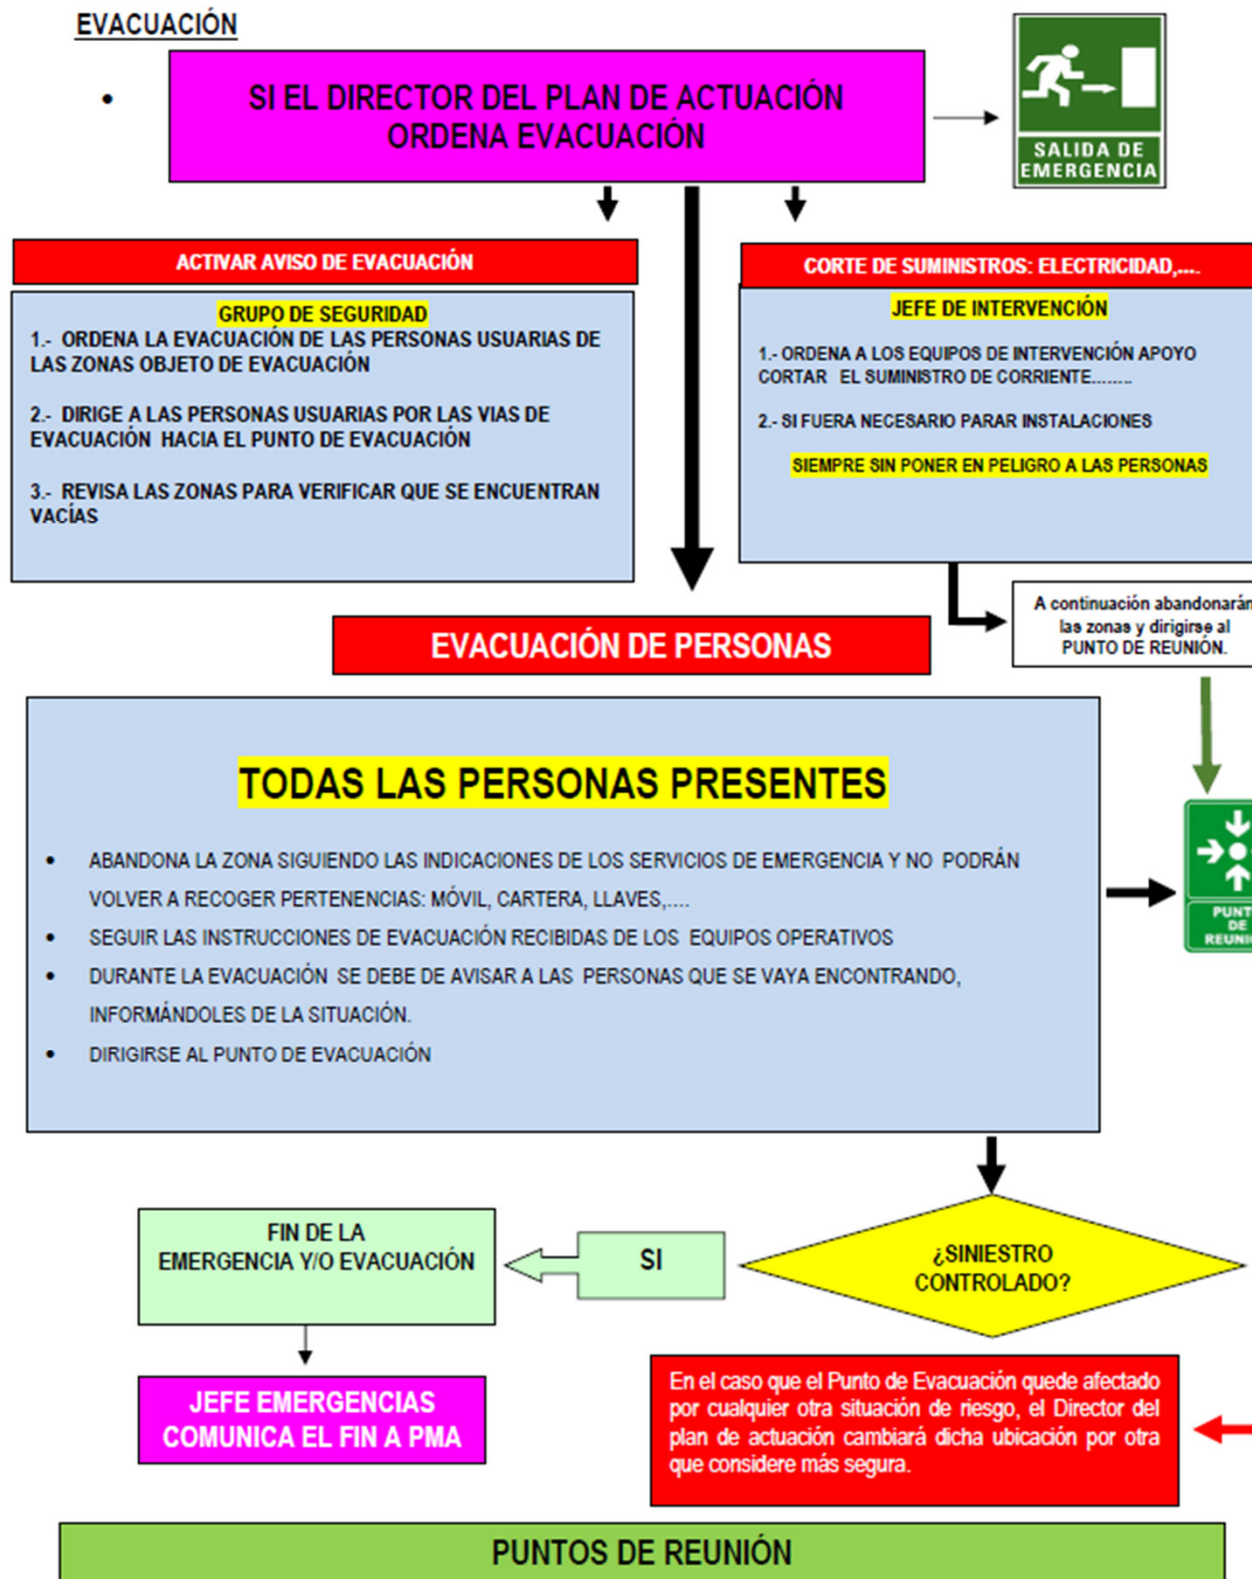 EVACUACIÓN
SI EL DIRECTOR DEL PLAN DE ACTUACIÓN
ORDENA EVACUACIÓN
SALIDA DE
EMERGENCIA
ACTIVAR AVISO DE EVACUACIÓN
GRUPO DE SEGURIDAD
1.- ORDENA LA EVACUACIÓN DE LAS PERSONAS USUARIAS DE
LAS ZONAS OBJETO DE EVACUACIÓN
2.- DIRIGE A LAS PERSONAS USUARIAS POR LAS VIAS DE
EVACUACIÓN HACIA EL PUNTO DE EVACUACIÓN
3.- REVISA LAS ZONAS PARA VERIFICAR QUE SE ENCUENTRAN
VACÍAS
CORTE DE SUMINISTROS: ELECTRICIDAD,....
JEFE DE INTERVENCIÓN
1.- ORDENA A LOS EQUIPOS DE INTERVENCIÓN APOYO
CORTAR EL SUMINISTRO DE CORRIENTE........
2.- SI FUERA NECESARIO PARAR INSTALACIONES
SIEMPRE SIN PONER EN PELIGRO A LAS PERSONAS
A continuación abandonarán
las zonas y dirigirse al
PUNTO DE REUNIÓN.
EVACUACIÓN DE PERSONAS
TODAS LAS PERSONAS PRESENTES
• ABANDONA LA ZONA SIGUIENDO LAS INDICACIONES DE LOS SERVICIOS DE EMERGENCIA Y NO PODRÁN
VOLVER A RECOGER PERTENENCIAS: MÓVIL, CARTERA, LLAVES,....
• SEGUIR LAS INSTRUCCIONES DE EVACUACIÓN RECIBIDAS DE LOS EQUIPOS OPERATIVOS
• DURANTE LA EVACUACIÓN SE DEBE DE AVISAR A LAS PERSONAS QUE SE VAYA ENCONTRANDO,
INFORMÁNDOLES DE LA SITUACIÓN.
• DIRIGIRSE AL PUNTO DE EVACUACIÓN
PUNT
DE
REUNI
¿SINIESTRO
CONTROLADO?
SI
FIN DE LA
EMERGENCIA Y/O EVACUACIÓN
JEFE EMERGENCIAS
COMUNICA EL FIN A PMA
En el caso que el Punto de Evacuación quede afectado
por cualquier otra situación de riesgo, el Director del
plan de actuación cambiará dicha ubicación por otra
que considere más segura.
PUNTOS DE REUNIÓN